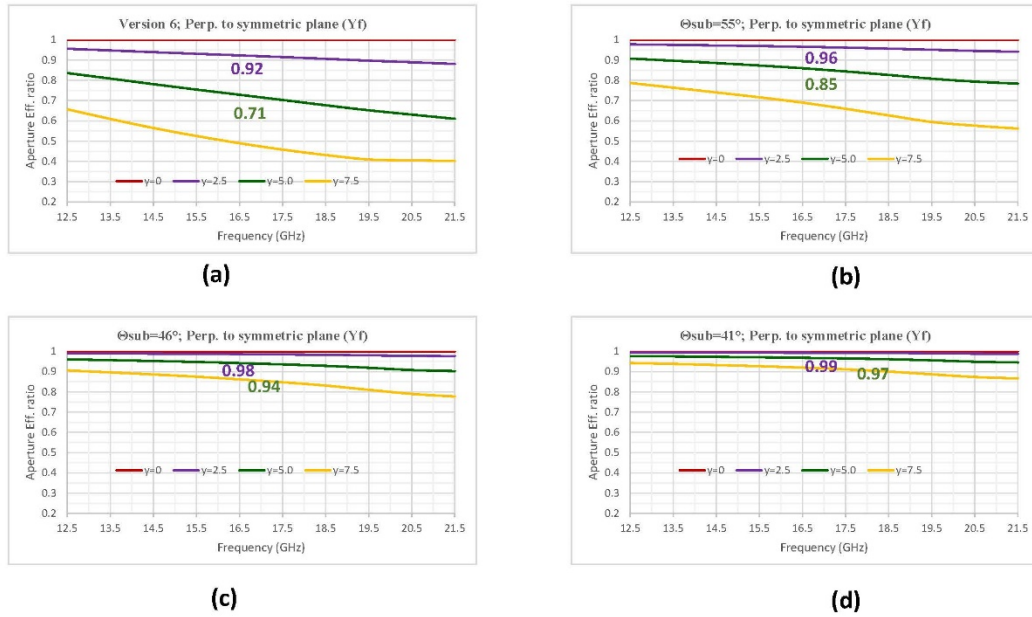 Version 6; Perp. to symmetric plane (Yf)
Aperture Eff. ratio
1
0.9
0.8
0.7
0.6
0.5
0.4
0.3
0.2
0.92
0.71
y=0 y=2.5 y=5.0 y=7.5
12.5 13.5 14.5 15.5 16.5 17.5 18.5 19.5 20.5 21.5
Frequency (GHz)
(a)
Θsub=55°; Perp. to symmetric plane (Yf)
Aperture Eff. ratio
1
0.9
0.8
0.7
0.6
0.5
0.4
0.3
0.2
0.96
0.85
y=0 y=2.5 y=5.0 y=7.5
12.5 13.5 14.5 15.5 16.5 17.5 18.5 19.5 20.5 21.5
Frequency (GHz)
(b)
Θsub=46°; Perp. to symmetric plane (Yf)
Aperture Eff. ratio
1
0.9
0.8
0.7
0.6
0.5
0.4
0.3
0.2
0.98
0.94
y=0 y=2.5 y=5.0 y=7.5
12.5 13.5 14.5 15.5 16.5 17.5 18.5 19.5 20.5 21.5
Frequency (GHz)
(c)
Θsub=41°; Perp. to symmetric plane (Yf)
Aperture Eff. ratio
1
0.9
0.8
0.7
0.6
0.5
0.4
0.3
0.2
0.99 0.97
y=0 y=2.5 y=5.0 y=7.5
12.5 13.5 14.5 15.5 16.5 17.5 18.5 19.5 20.5 21.5
Frequency (GHz)
(d)